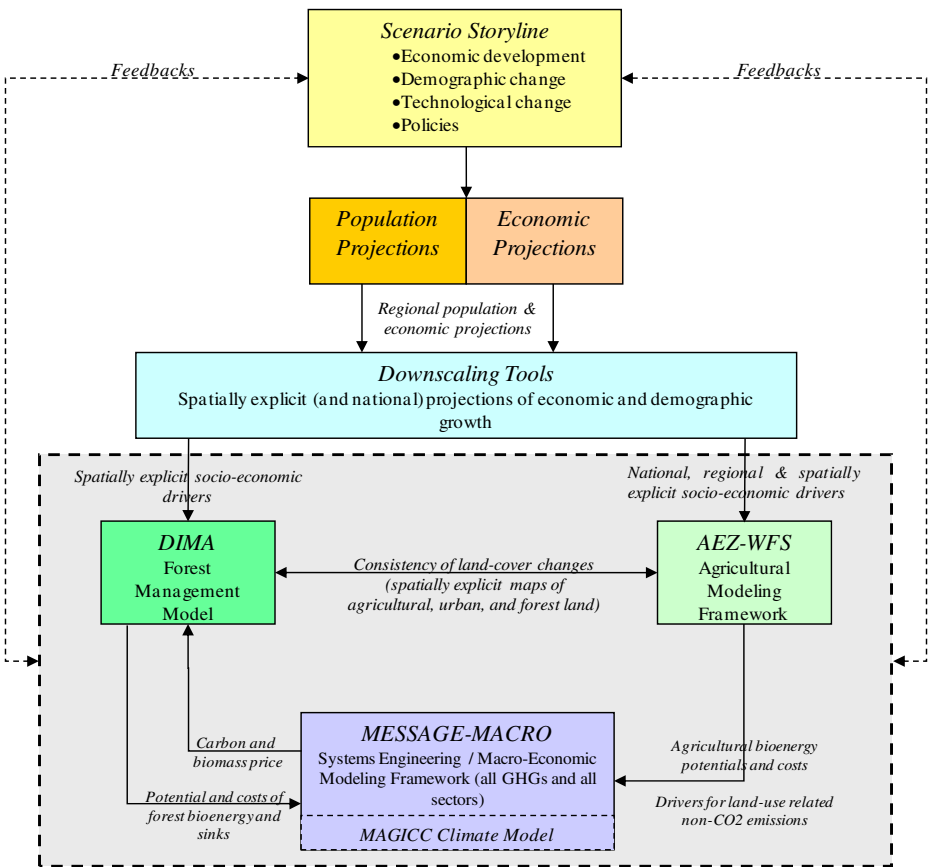 Scenario Storyline
•Economic development
•Demographic change
•Technological change
•Policies
Feedbacks
Feedbacks
Population
Projections
Economic
Projections
Regional population &
economic projections
Downscaling Tools
Spatially explicit (and national) projections of economic and demographic
growth
Spatially explicit socio-economic
drivers
National, regional & spatially
explicit socio-economic drivers
DIMA
Forest
Management
Model
Consistency of land-cover changes
(spatially explicit maps of
agricultural, urban, and forest land)
AEZ-WFS
Agricultural
Modeling
Framework
Carbon and
biomass price
Potential and costs of
forest bioenergy and
sinks
MESSAGE-MACRO
Systems Engineering / Macro-Economic
Modeling Framework (all GHGs and all
sectors)
MAGICC Climate Model
Agricultural bioenergy
potentials and costs
Drivers for land-use related
non-CO2 emissions